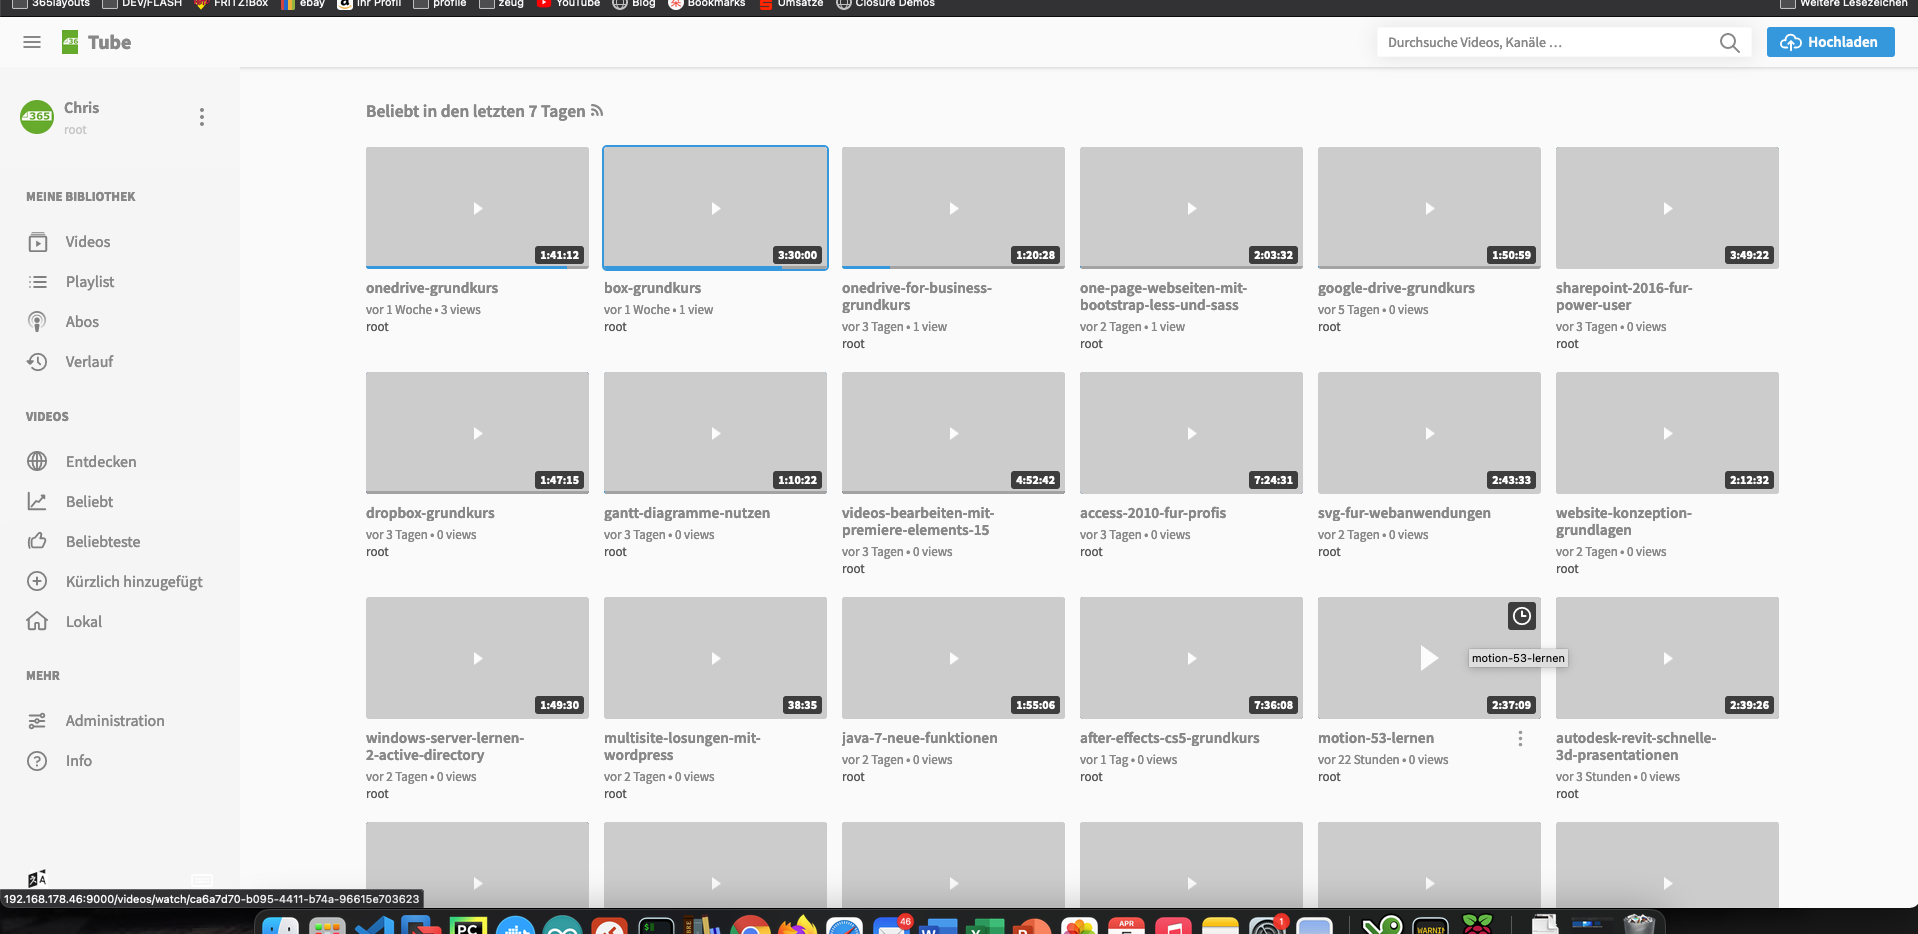 365layouts DEV/FLASH FRITZ!Box ebay Ihr Profil profile zeug YouTube Blog Bookmarks Umsätze Closure Demos Weitere Lesezeichen
365 Tube
Durchsuche Videos, Kanäle ...
Hochladen
365
Chris
root
MEINE BIBLIOTHEK
Videos
Playlist
Abos
Verlauf
VIDEOS
Entdecken
Beliebt
Beliebteste
Kürzlich hinzugefügt
Lokal
MEHR
Administration
Info
Beliebt in den letzten 7 Tagen
1:41:12
onedrive-grundkurs
vor 1 Woche • 3 views
root
3:30:00
box-grundkurs
vor 1 Woche • 1 view
root
1:20:28
onedrive-for-business-
grundkurs
vor 3 Tagen • 1 view
root
2:03:32
one-page-webseiten-mit-
bootstrap-less-und-sass
vor 2 Tagen • 1 view
root
1:50:59
google-drive-grundkurs
vor 5 Tagen • 0 views
root
3:49:22
sharepoint-2016-fur-
power-user
vor 3 Tagen • 0 views
root
1:47:15
dropbox-grundkurs
vor 3 Tagen • 0 views
root
1:10:22
gantt-diagramme-nutzen
vor 3 Tagen • 0 views
root
4:52:42
videos-bearbeiten-mit-
premiere-elements-15
vor 3 Tagen • 0 views
root
7:24:31
access-2010-fur-profis
vor 3 Tagen • 0 views
root
2:43:33
svg-fur-webanwendungen
vor 2 Tagen • 0 views
root
2:12:32
website-konzeption-
grundlagen
vor 2 Tagen • 0 views
root
1:49:30
windows-server-lernen-
2-active-directory
vor 2 Tagen • 0 views
root
38:35
multisite-losungen-mit-
wordpress
vor 2 Tagen • 0 views
root
1:55:06
java-7-neue-funktionen
vor 2 Tagen • 0 views
root
7:36:08
after-effects-cs5-grundkurs
vor 1 Tag • 0 views
root
motion-53-lernen
2:37:09
motion-53-lernen
vor 22 Stunden • 0 views
root
2:39:26
autodesk-revit-schnelle-
3d-prasentationen
vor 3 Stunden • 0 views
root
192.168.178.46:9000/videos/watch/ca6a7d70-b095-4411-b74a-96615e703623
PC
46
APR
1
WARNIN